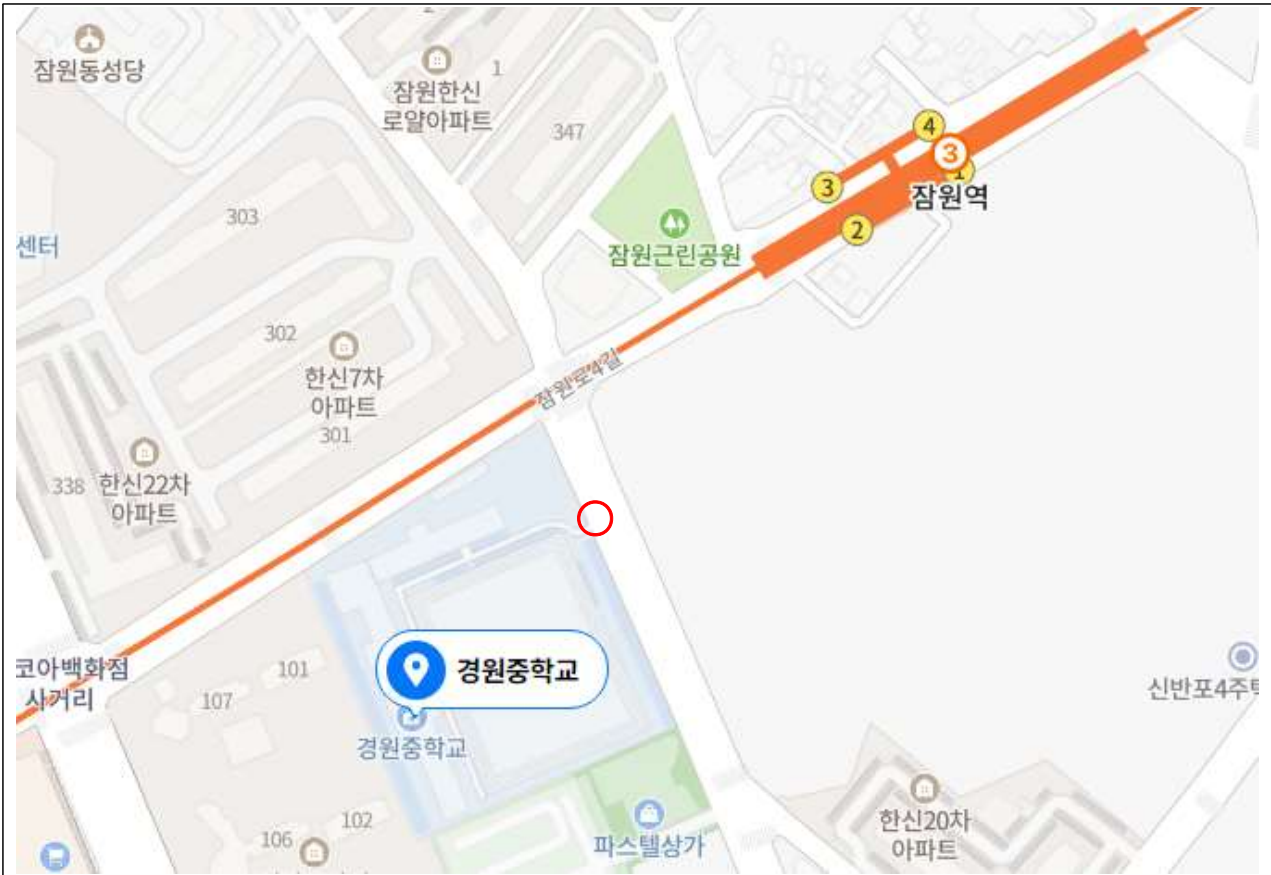 잠원동성당
잠원한신
로얄아파트
1
347
4
3
3
1
잠원역
2
303
센터
잠원근린공원
302
한신7차
아파트
301
잠원로4길
338
한신22차
아파트
코아백화점
사거리
101
107
경원중학교
경원중학교
신반포4주택
106
102
파스텔상가
한신20차
아파트